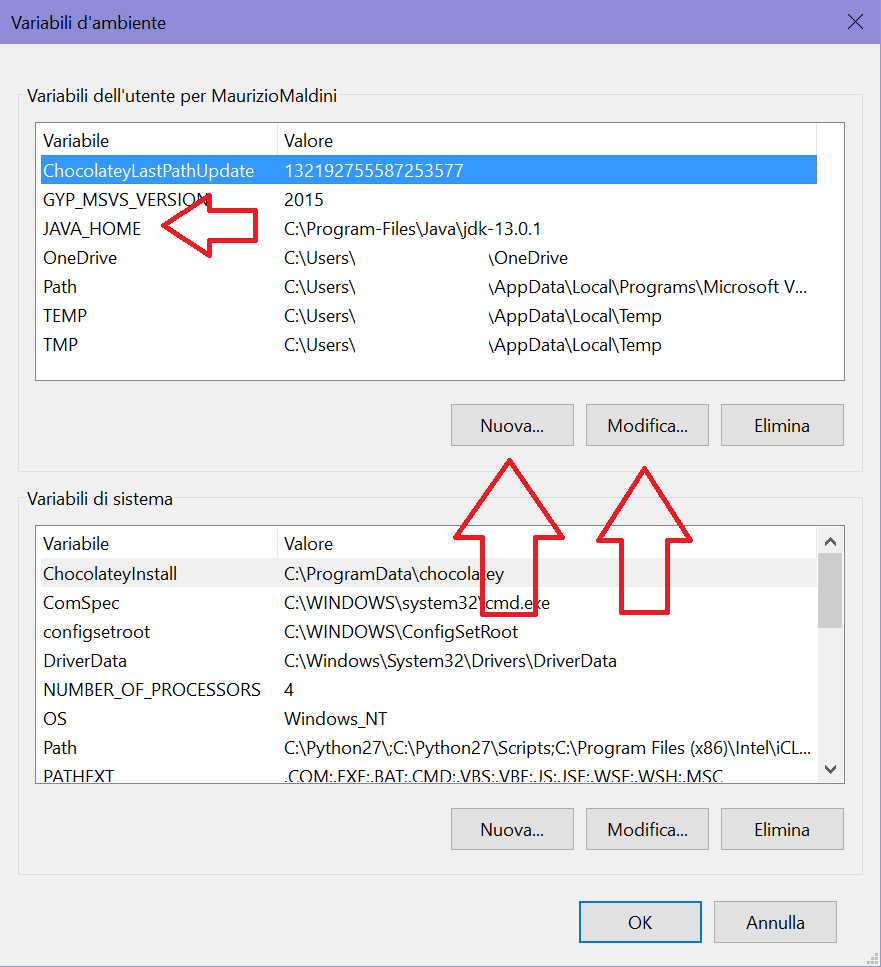 Variabili d'ambiente
Variabili dell'utente per MaurizioMaldini
Variabile Valore
ChocolateyLastPathUpdate 132192755587253577
GYP_MSVS_VERSION 2015
JAVA_HOME C:\Program-Files\Java\jdk-13.0.1
OneDrive C:\Users\ \OneDrive
Path C:\Users\ \AppData\Local\Programs\Microsoft V...
TEMP C:\Users\ \AppData\Local\Temp
TMP C:\Users\ \AppData\Local\Temp
Nuova... Modifica... Elimina
Variabili di sistema
Variabile Valore
ChocolateyInstall C:\ProgramData\chocolatey
ComSpec C:\WINDOWS\system32\cmd.exe
configsetroot C:\WINDOWS\ConfigSetRoot
DriverData C:\Windows\System32\Drivers\DriverData
NUMBER_OF_PROCESSORS 4
OS Windows_NT
Path C:\Python27\;C:\Python27\Scripts;C:\Program Files (x86)\Intel\iCL...
PATHEXT .COM;.EXE;.BAT;.CMD;.VBS;.VBE;.JS;.JSE;.WSF;.WSH;.MSC
Nuova... Modifica... Elimina
OK Annulla